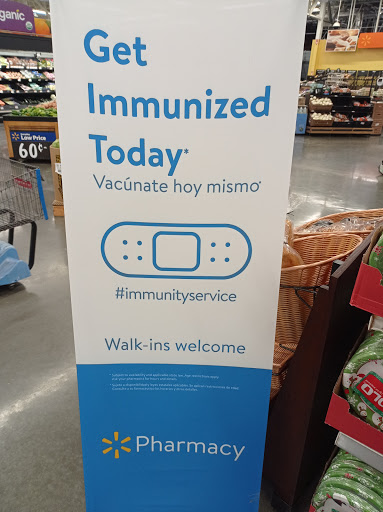 Get
Immunized
Today*
Vacúnate hoy mismo*
#immunityservice
Walk-ins welcome
Pharmacy
ganic
Low Price
60¢